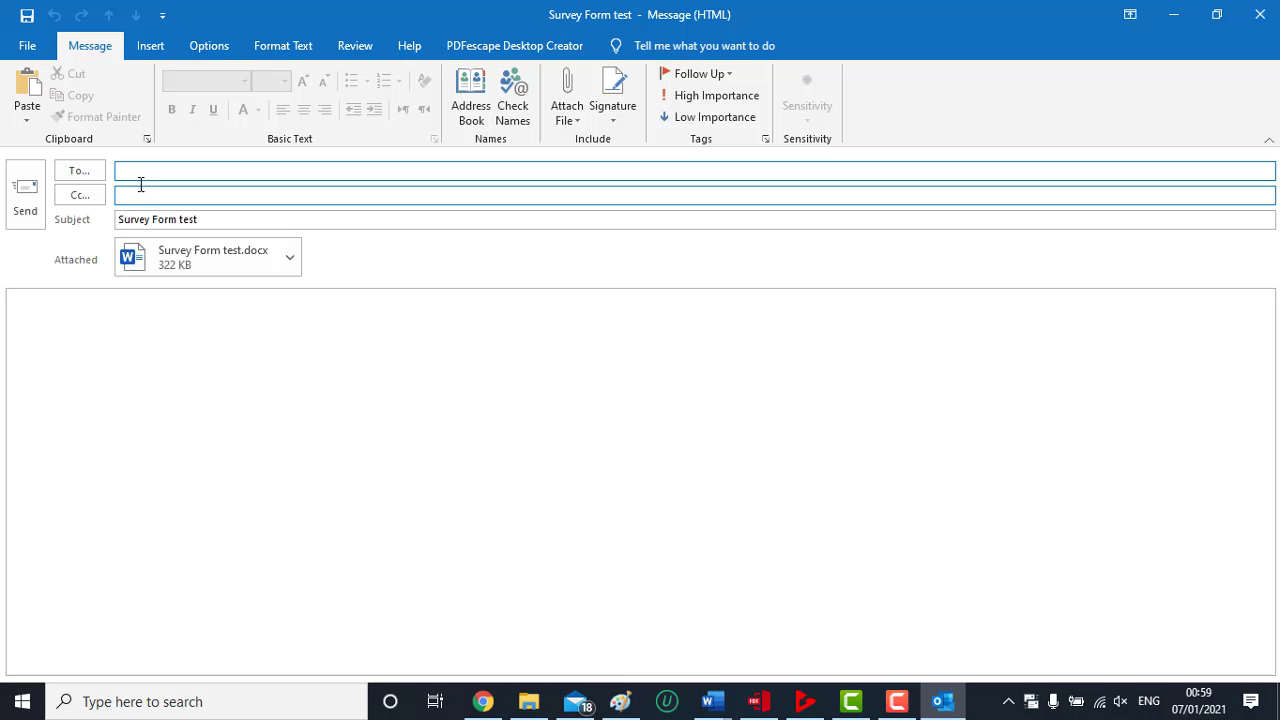 Survey Form test - Message (HTML)
File Message Insert Options Format Text Review Help PDFescape Desktop Creator Tell me what you want to do
Paste
Cut
Copy
Format Painter
Clipboard
B I U A
Basic Text
Address Book
Check Names
Names
Attach File
Signature
Include
Follow Up
High Importance
Low Importance
Tags
Sensitivity
Sensitivity
Send
To...
Cc...
Subject Survey Form test
Attached Survey Form test.docx
322 KB
Type here to search
18
ENG
00:59
07/01/2021